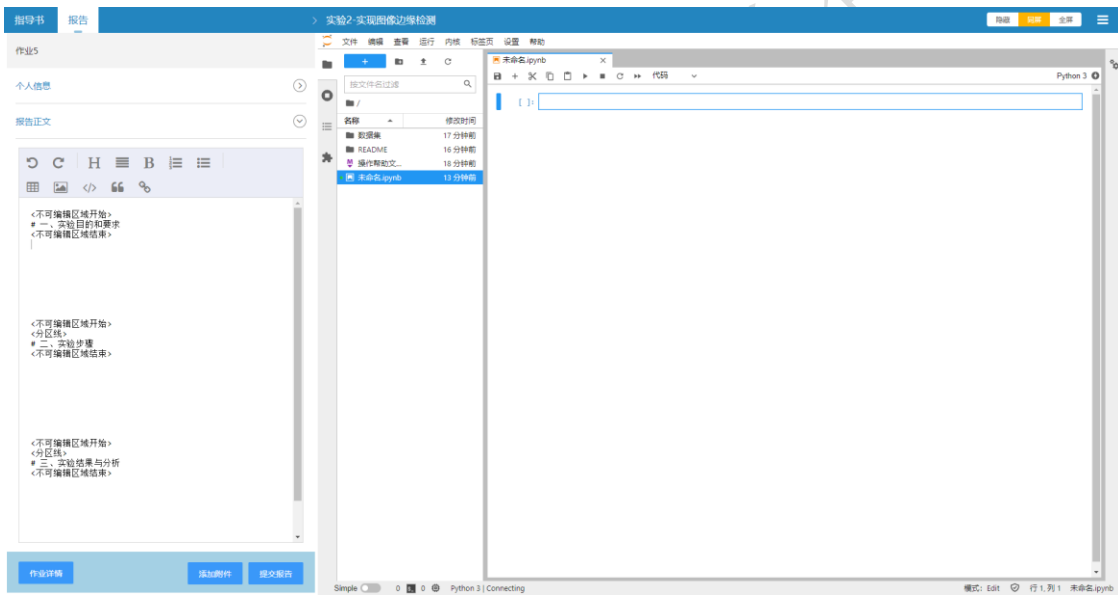 指导书 报告 > 实验2-实现图像边缘检测 隐藏 同屏 全屏
作业5
个人信息
报告正文
H B
<不可编辑区域开始>
# 一、实验目的和要求
<不可编辑区域结束>
<不可编辑区域开始>
<分区线>
# 二、实验步骤
<不可编辑区域结束>
<不可编辑区域开始>
<分区线>
# 三、实验结果与分析
<不可编辑区域结束>
作业详情 添加附件 提交报告
文件 编辑 查看 运行 内核 标签页 设置 帮助
按文件名过滤
/
名称 修改时间
数据集 17 分钟前
README 16 分钟前
操作帮助文... 18 分钟前
未命名.ipynb 13 分钟前
未命名.ipynb ×
代码 Python 3
[ ]:
Simple 0 0 Python 3 | Connecting 模式: Edit 行 1, 列 1 未命名.ipynb